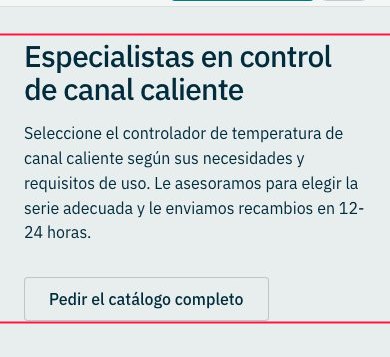 Especialistas en control
de canal caliente
Seleccione el controlador de temperatura de
canal caliente según sus necesidades y
requisitos de uso. Le asesoramos para elegir la
serie adecuada y le enviamos recambios en 12-
24 horas.
Pedir el catálogo completo